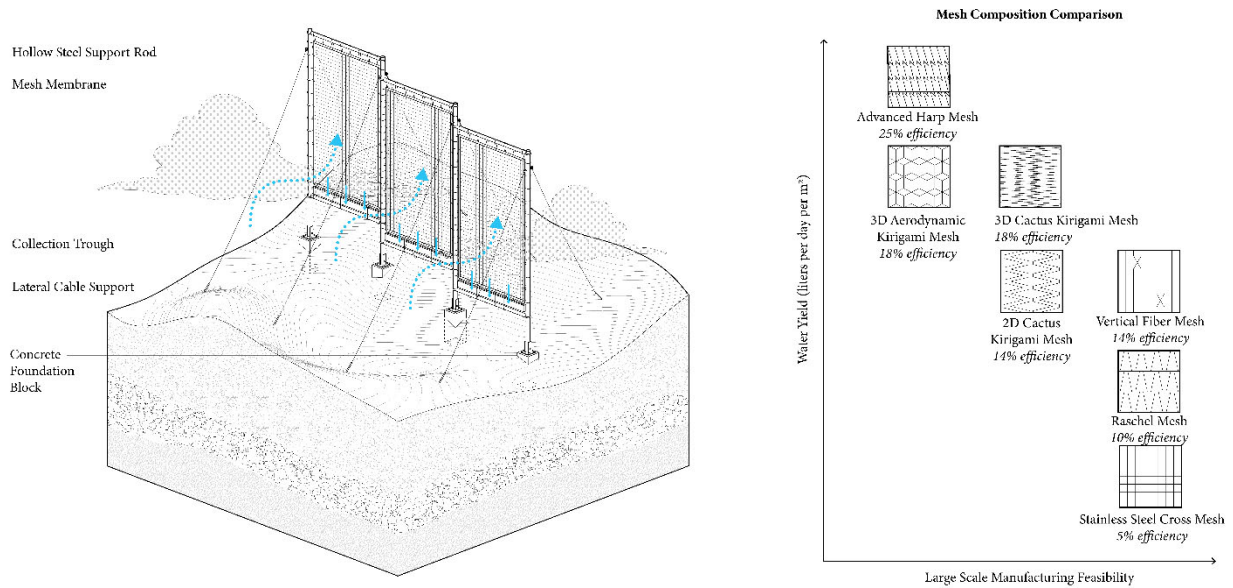 Hollow Steel Support Rod
Mesh Membrane
Collection Trough
Lateral Cable Support
Concrete
Foundation
Block
Mesh Composition Comparison
Water Yield (liters per day per m²)
Advanced Harp Mesh
25% efficiency
3D Aerodynamic
Kirigami Mesh
18% efficiency
3D Cactus Kirigami Mesh
18% efficiency
2D Cactus
Kirigami Mesh
14% efficiency
Vertical Fiber Mesh
14% efficiency
Raschel Mesh
10% efficiency
Stainless Steel Cross Mesh
5% efficiency
Large Scale Manufacturing Feasibility